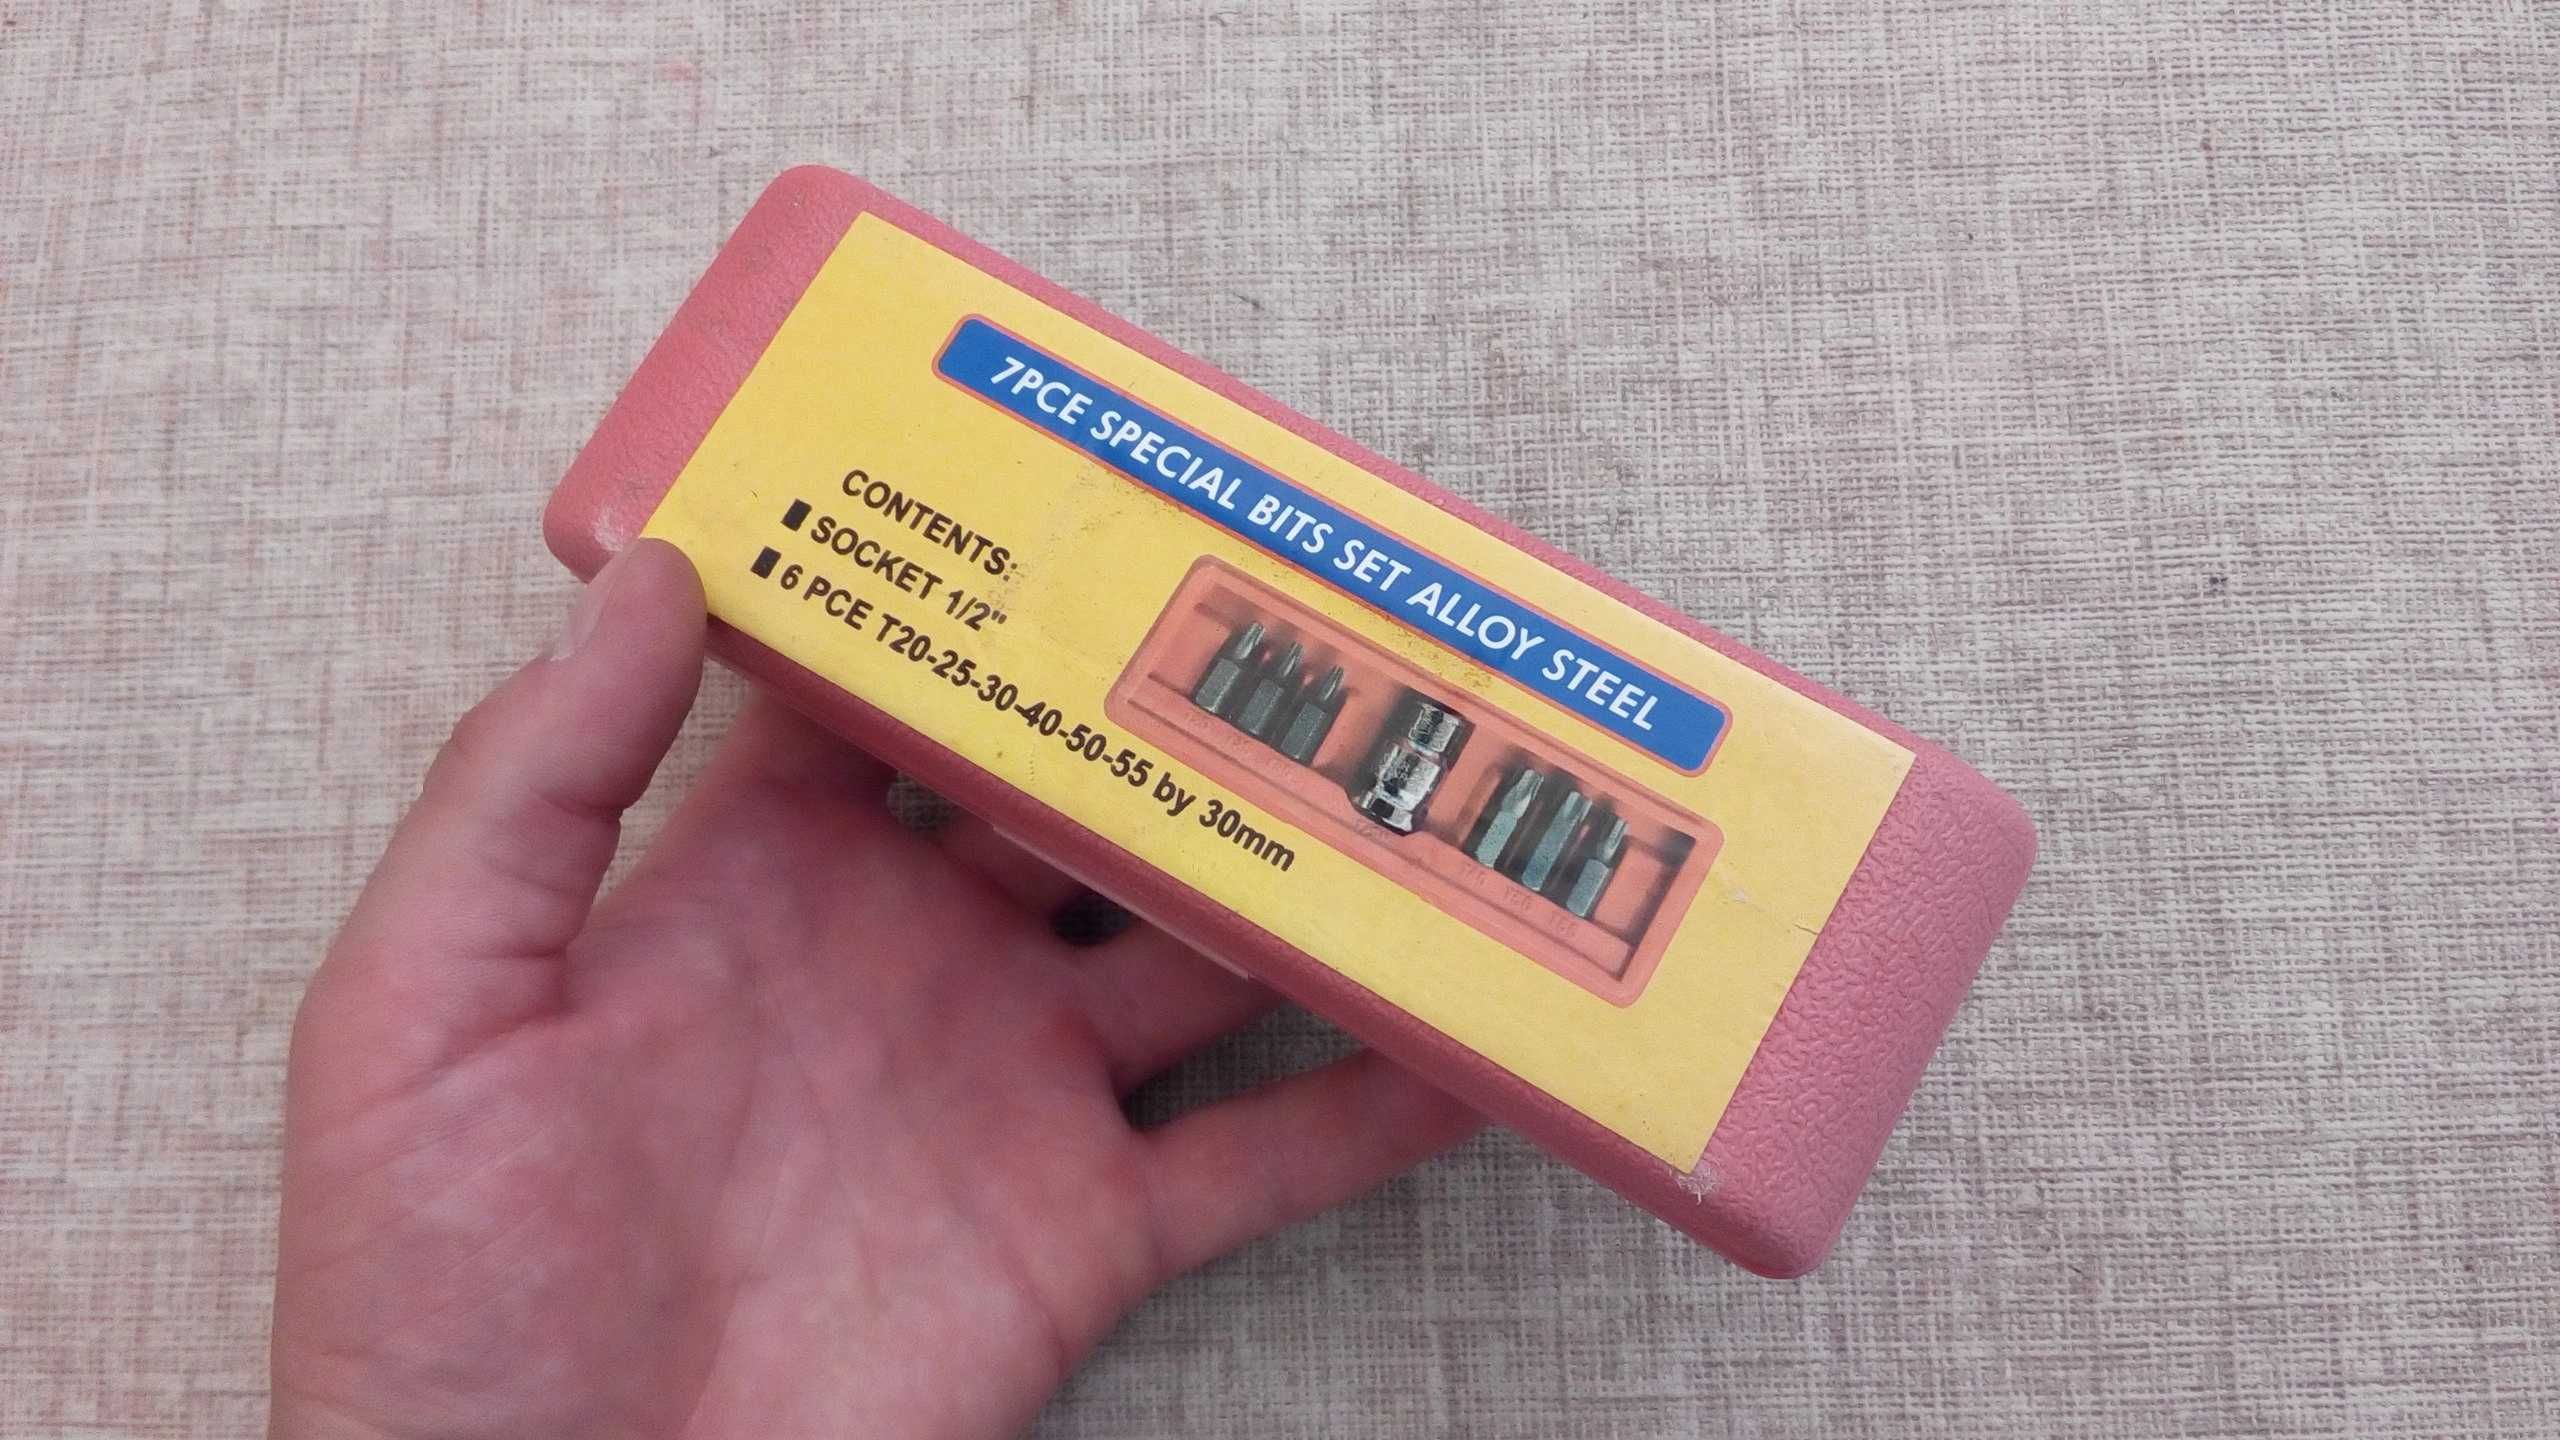 7PCE SPECIAL BITS SET ALLOY STEEL
CONTENTS:
SOCKET 1/2"
6 PCE T20-25-30-40-50-55 by 30mm